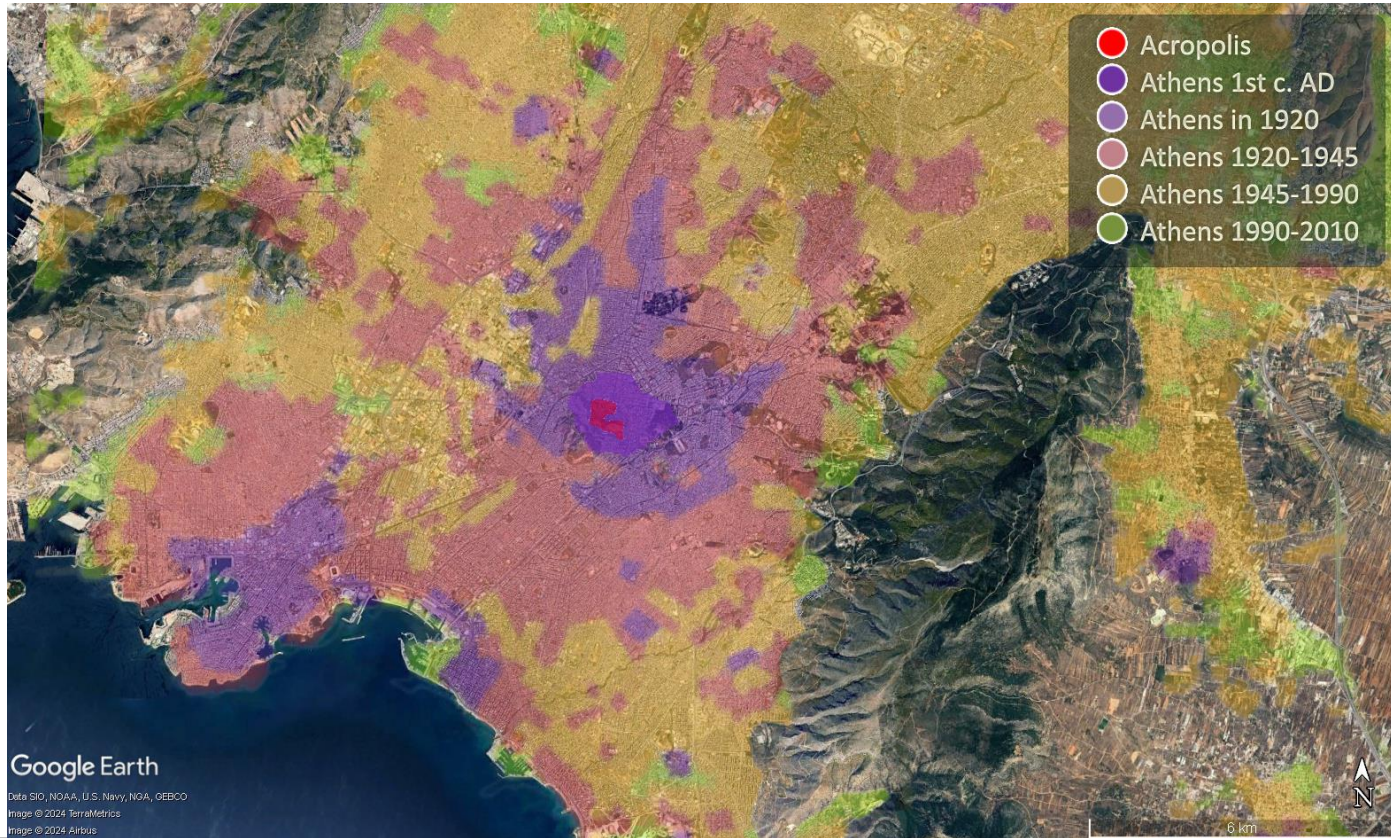 Acropolis
Athens 1st c. AD
Athens in 1920
Athens 1920-1945
Athens 1945-1990
Athens 1990-2010
Google Earth
Data SIO, NOAA, U.S. Navy, NGA, GEBCO
Image © 2024 TerraMetrics
Image © 2024 Airbus
N
6 km